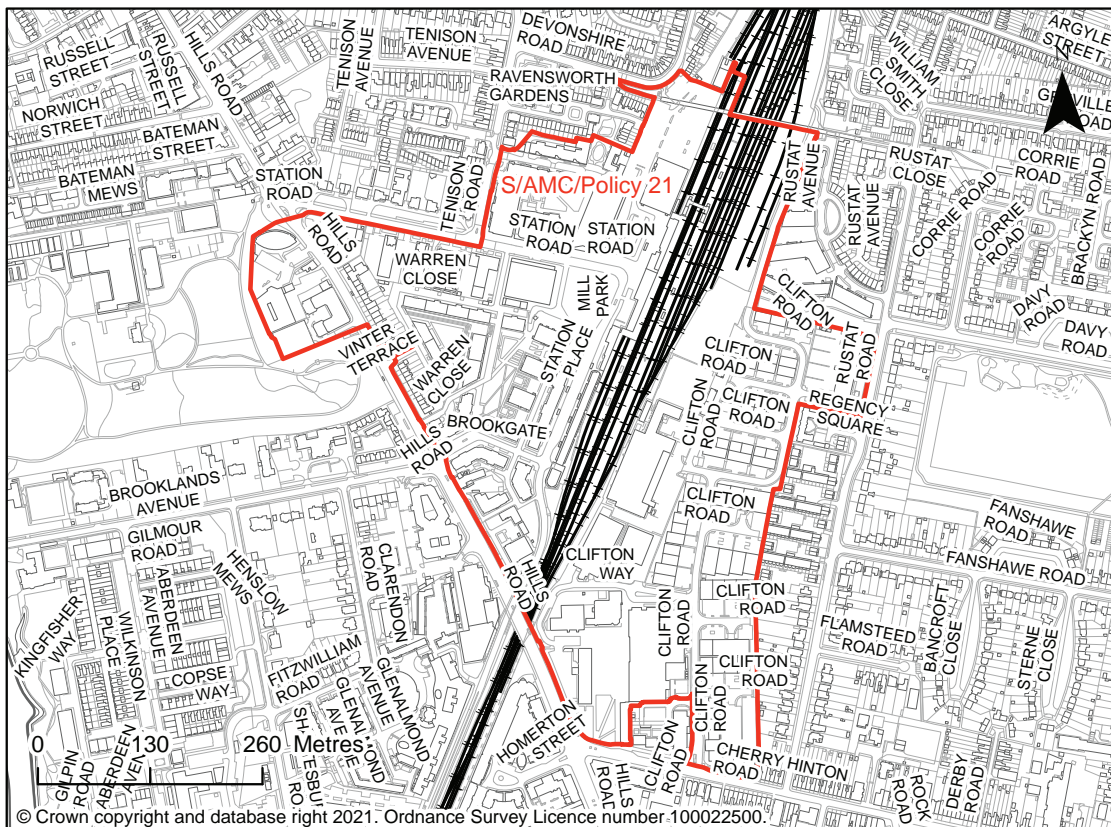 RUSSELL
STREET
RUSSELL
STREET
HILLS ROAD
TENISON
AVENUE
TENISON
AVENUE
DEVONSHIRE
ROAD
ARGYLE
STREET
WILLIAM
SMITH
CLOSE
NORWICH
STREET
BATEMAN
STREET
BATEMAN
MEWS
RAVENSWORTH
GARDENS
ROAD
CORRIE
ROAD
RUSTAT
CLOSE
RUSTAT
AVENUE
RUSTAT
AVENUE
CORRIE ROAD
CORRIE
ROAD
BRACKYN ROAD
STATION
ROAD
TENISON
ROAD
S/AMC/Policy 21
HILLS
ROAD
STATION
ROAD
STATION
ROAD
WARREN
CLOSE
MILL
PARK
CLIFTON
ROAD
DAVY
ROAD
DAVY
ROAD
VINTER
TERRACE
WARREN
CLOSE
STATION
PLACE
CLIFTON
ROAD
RUSTAT
ROAD
CLIFTON
ROAD
CLIFTON
ROAD
REGENCY
SQUARE
BROOKGATE
HILLS
ROAD
BROOKLANDS
AVENUE
CLIFTON
ROAD
GILMOUR
ROAD
FANSHAWE
ROAD
FANSHAWE ROAD
HENSLOW
MEWS
ABERDEEN
AVENUE
CLARENDON
ROAD
HILLS
ROAD
CLIFTON
WAY
KINGFISHER
WAY
WILKINSON
PLACE
CLIFTON
ROAD
CLIFTON
ROAD
FLAMSTEED
ROAD
BANCROFT
CLOSE
STERNE
CLOSE
FITZWILLIAM
ROAD
COPSE
WAY
GLENALMOND
AVENUE
GLENALMOND
AVENUE
CLIFTON
ROAD
CLIFTON
ROAD
HOMERTON
STREET
0 130 260 Metres
GILPIN
ROAD
ABERDEEN
AVENUE
HILLS
ROAD
CLIFTON
ROAD
CHERRY HINTON
ROAD
ROCK
ROAD
DERBY
ROAD
© Crown copyright and database right 2021. Ordnance Survey Licence number 100022500.